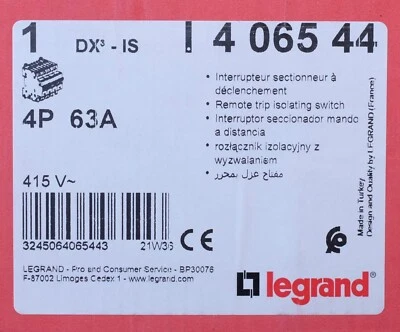 1 DX³ - IS ! 4 065 44
4P 63A
415 V~
• Interrupteur sectionneur à
déclenchement
• Remote trip isolating switch
• Interruptor seccionador mando
a distancia
• rozłącznik izolacyjny z
wyzwalaniem
• مفتاح عزل بمحرر
Made in Turkey
Design and Quality by LEGRAND (France)
3245064065443 21W36 CE
LEGRAND - Pro and Consumer Service - BP30076
F-87002 Limoges Cedex 1 - www.legrand.com
legrand